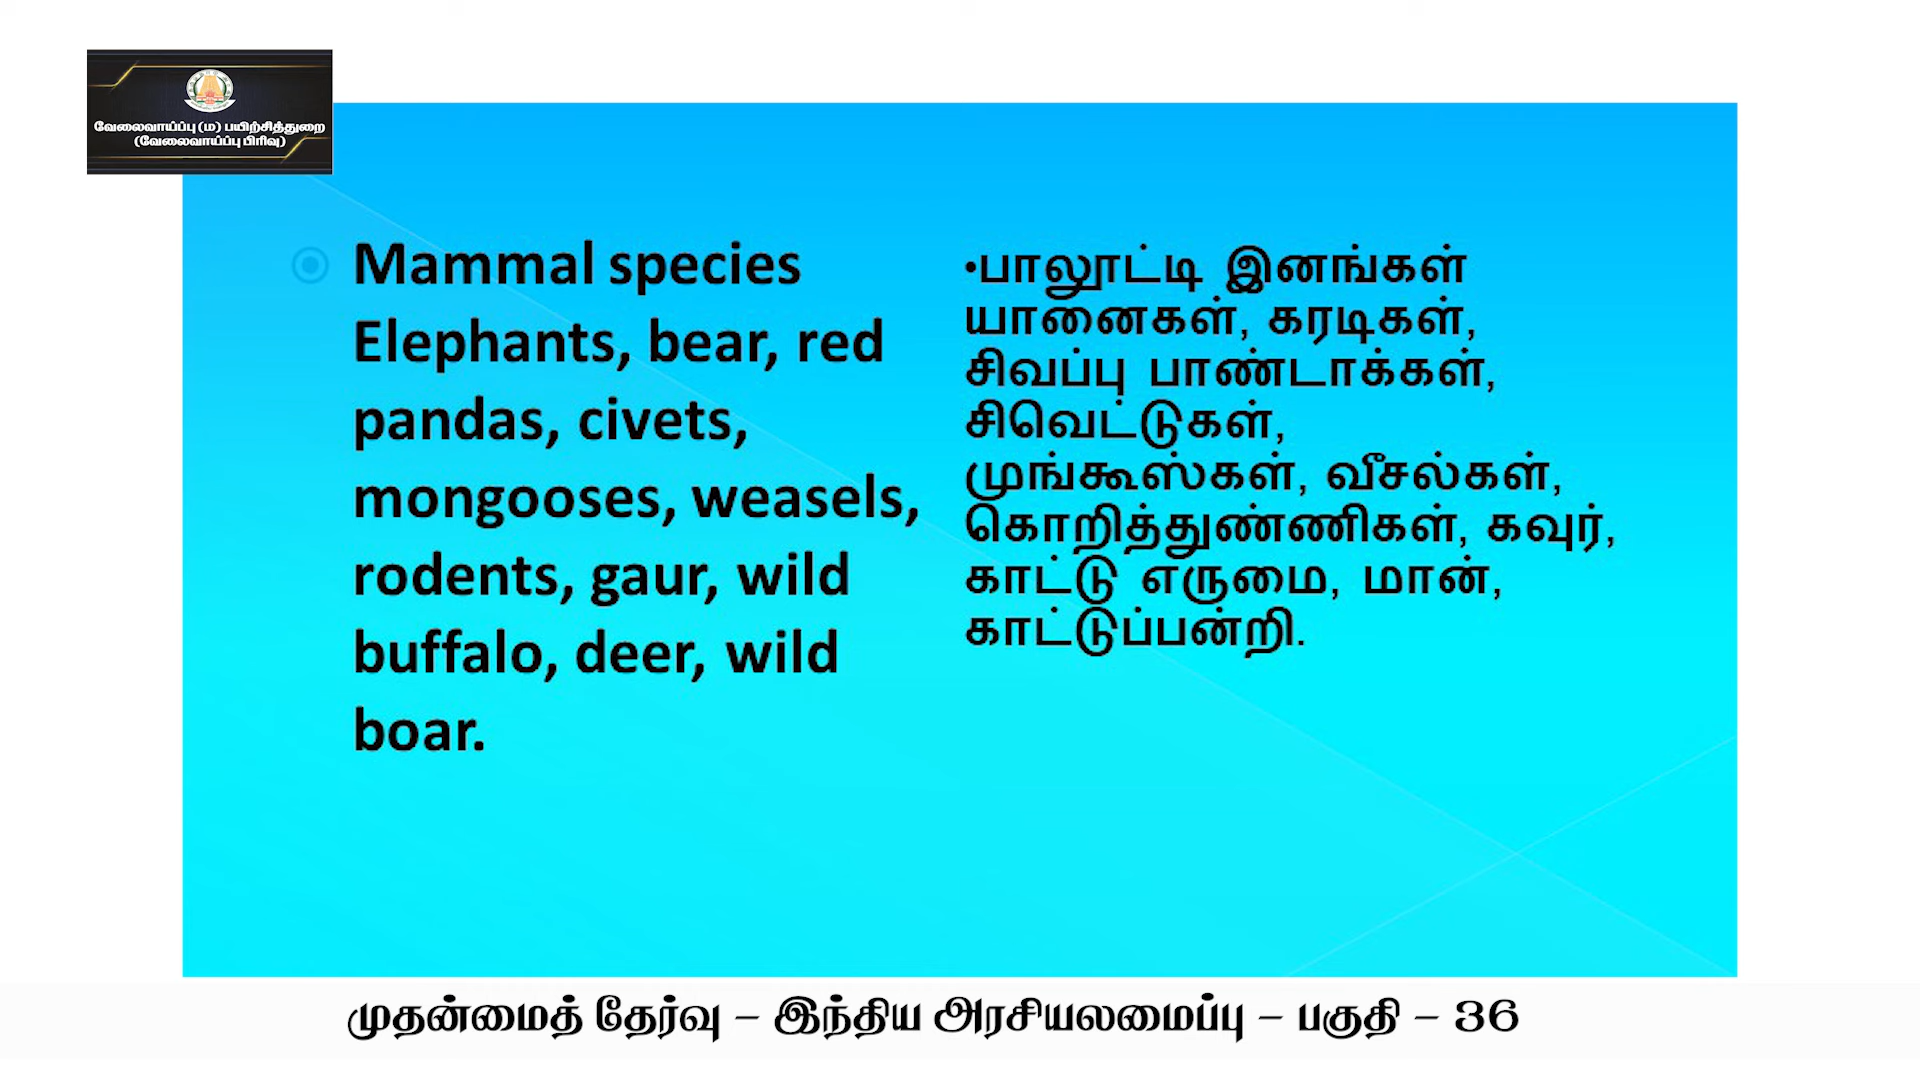 வேலைவாய்ப்பு (ம) பயிற்சித்துறை
(வேலைவாய்ப்பு பிரிவு)
Mammal species
Elephants, bear, red
pandas, civets,
mongooses, weasels,
rodents, gaur, wild
buffalo, deer, wild
boar.
•பாலூட்டி இனங்கள்
யானைகள், கரடிகள்,
சிவப்பு பாண்டாக்கள்,
சிவெட்டுகள்,
முங்கூஸ்கள், வீசல்கள்,
கொறித்துண்ணிகள், கவுர்,
காட்டு எருமை, மான்,
காட்டுப்பன்றி.
முதன்மைத் தேர்வு – இந்திய அரசியலமைப்பு – பகுதி – 36